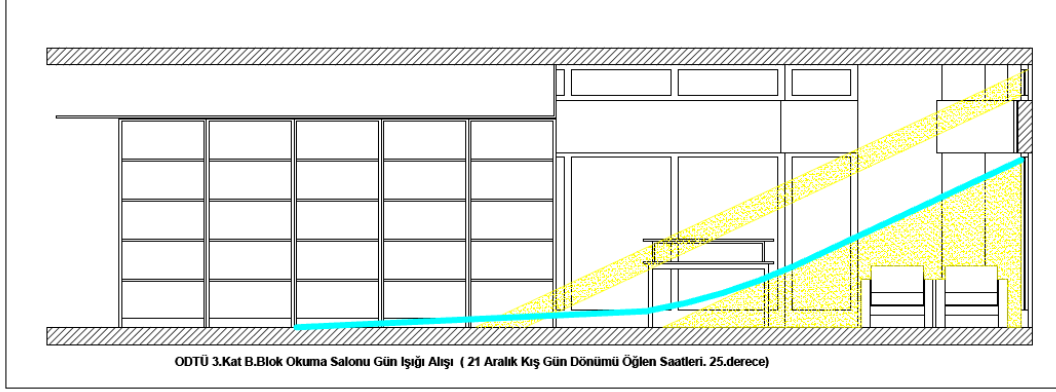 ODTÜ 3.Kat B.Blok Okuma Salonu Gün Işığı Alışı ( 21 Aralık Kış Gün Dönümü Öğlen Saatleri. 25.derece)